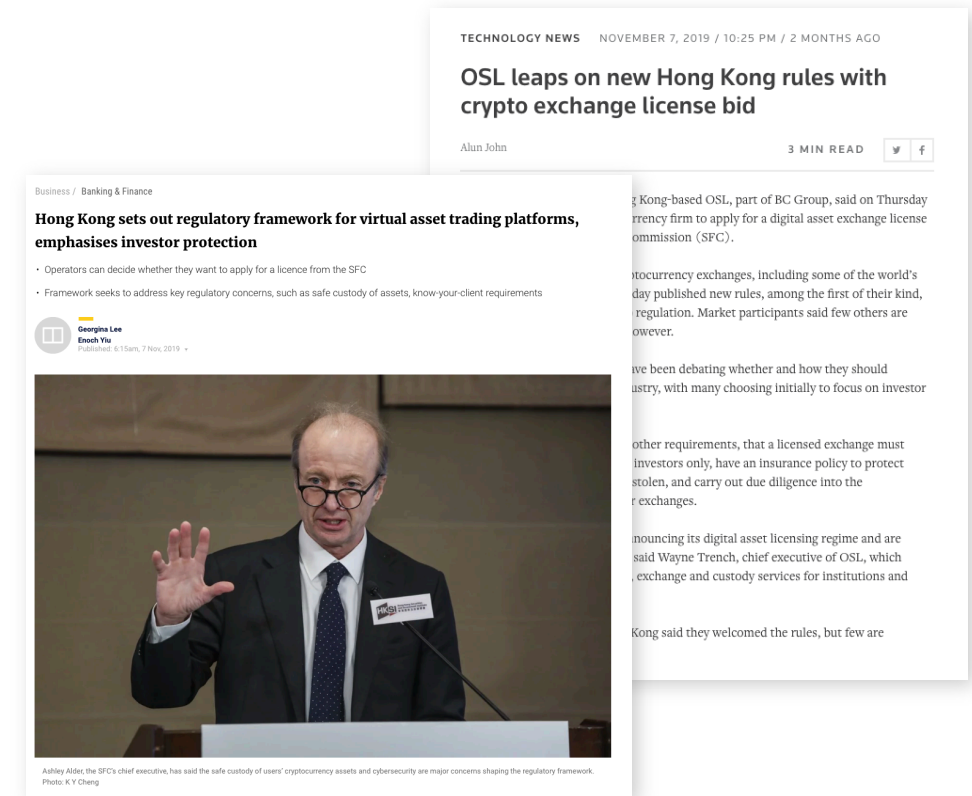 TECHNOLOGY NEWS NOVEMBER 7, 2019 / 10:25 PM / 2 MONTHS AGO
OSL leaps on new Hong Kong rules with
crypto exchange license bid
Alun John
3 MIN READ
g Kong-based OSL, part of BC Group, said on Thursday
rrency firm to apply for a digital asset exchange license
ommission (SFC).
ptocurrency exchanges, including some of the world's
day published new rules, among the first of their kind,
regulation. Market participants said few others are
owever.
ave been debating whether and how they should
ustry, with many choosing initially to focus on investor
other requirements, that a licensed exchange must
investors only, have an insurance policy to protect
stolen, and carry out due diligence into the
r exchanges.
nouncing its digital asset licensing regime and are
said Wayne Trench, chief executive of OSL, which
, exchange and custody services for institutions and
Kong said they welcomed the rules, but few are
Business / Banking & Finance
Hong Kong sets out regulatory framework for virtual asset trading platforms,
emphasises investor protection
• Operators can decide whether they want to apply for a licence from the SFC
• Framework seeks to address key regulatory concerns, such as safe custody of assets, know-your-client requirements
Georgina Lee
Enoch Yiu
Published: 6:15am, 7 Nov, 2019
HKSI
Ashley Alder, the SFC's chief executive, has said the safe custody of users' cryptocurrency assets and cybersecurity are major concerns shaping the regulatory framework.
Photo: K Y Cheng